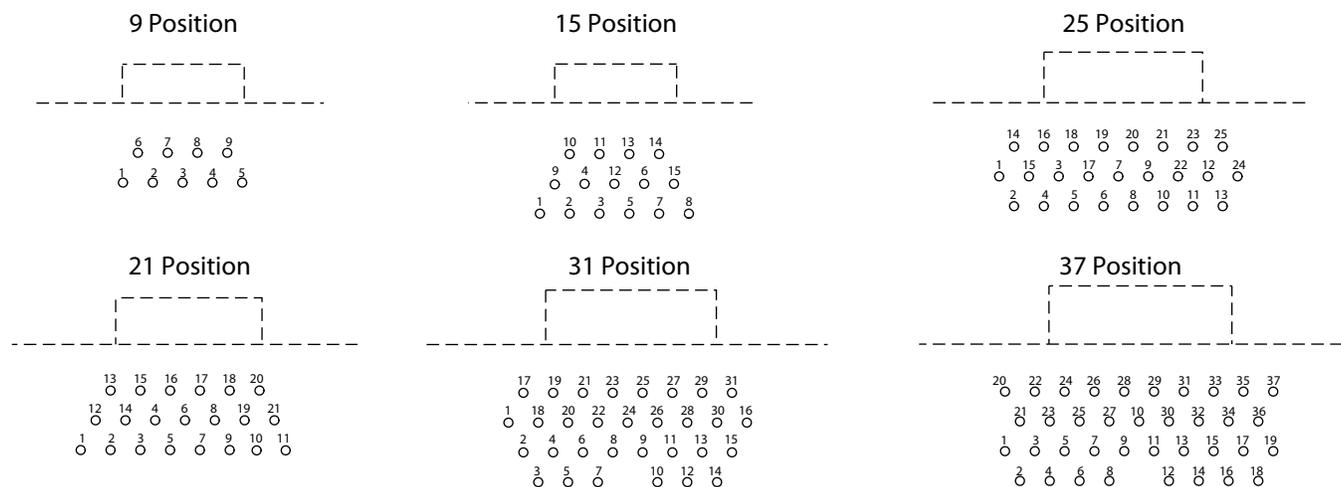 9 Position
6 7 8 9
1 2 3 4 5
15 Position
10 11 13 14
9 4 12 6 15
1 2 3 5 7 8
25 Position
14 16 18 19 20 21 23 25
1 15 3 17 7 9 22 12 24
2 4 5 6 8 10 11 13
21 Position
13 15 16 17 18 20
12 14 4 6 8 19 21
1 2 3 5 7 9 10 11
31 Position
17 19 21 23 25 27 29 31
1 18 20 22 24 26 28 30 16
2 4 6 8 9 11 13 15
3 5 7 10 12 14
37 Position
20 22 24 26 28 29 31 33 35 37
21 23 25 27 10 30 32 34 36
1 3 5 7 9 11 13 15 17 19
2 4 6 8 12 14 16 18